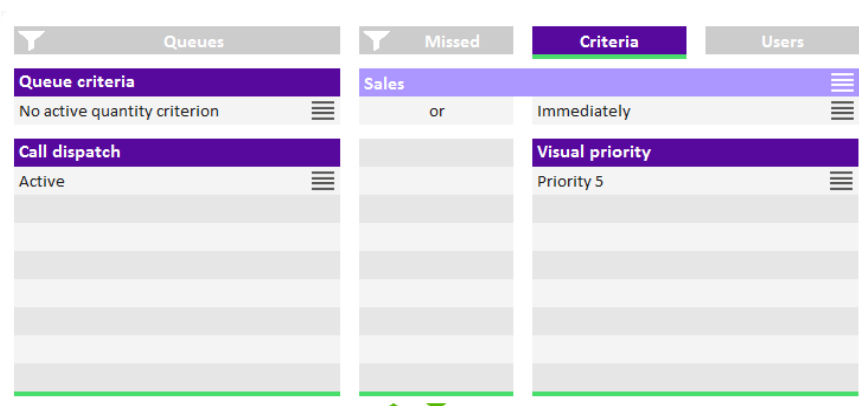 Queues Missed Criteria Users
Queue criteria Sales
No active quantity criterion or Immediately
Call dispatch Visual priority
Active Priority 5